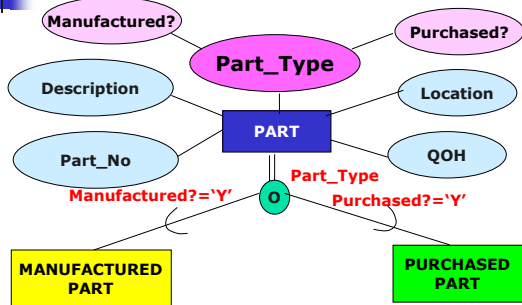 Manufactured?
Purchased?
Part_Type
Description
Location
PART
Part_No
QOH
Part_Type
Manufactured?=‘Y’
O
Purchased?=‘Y’
MANUFACTURED
PART
PURCHASED
PART